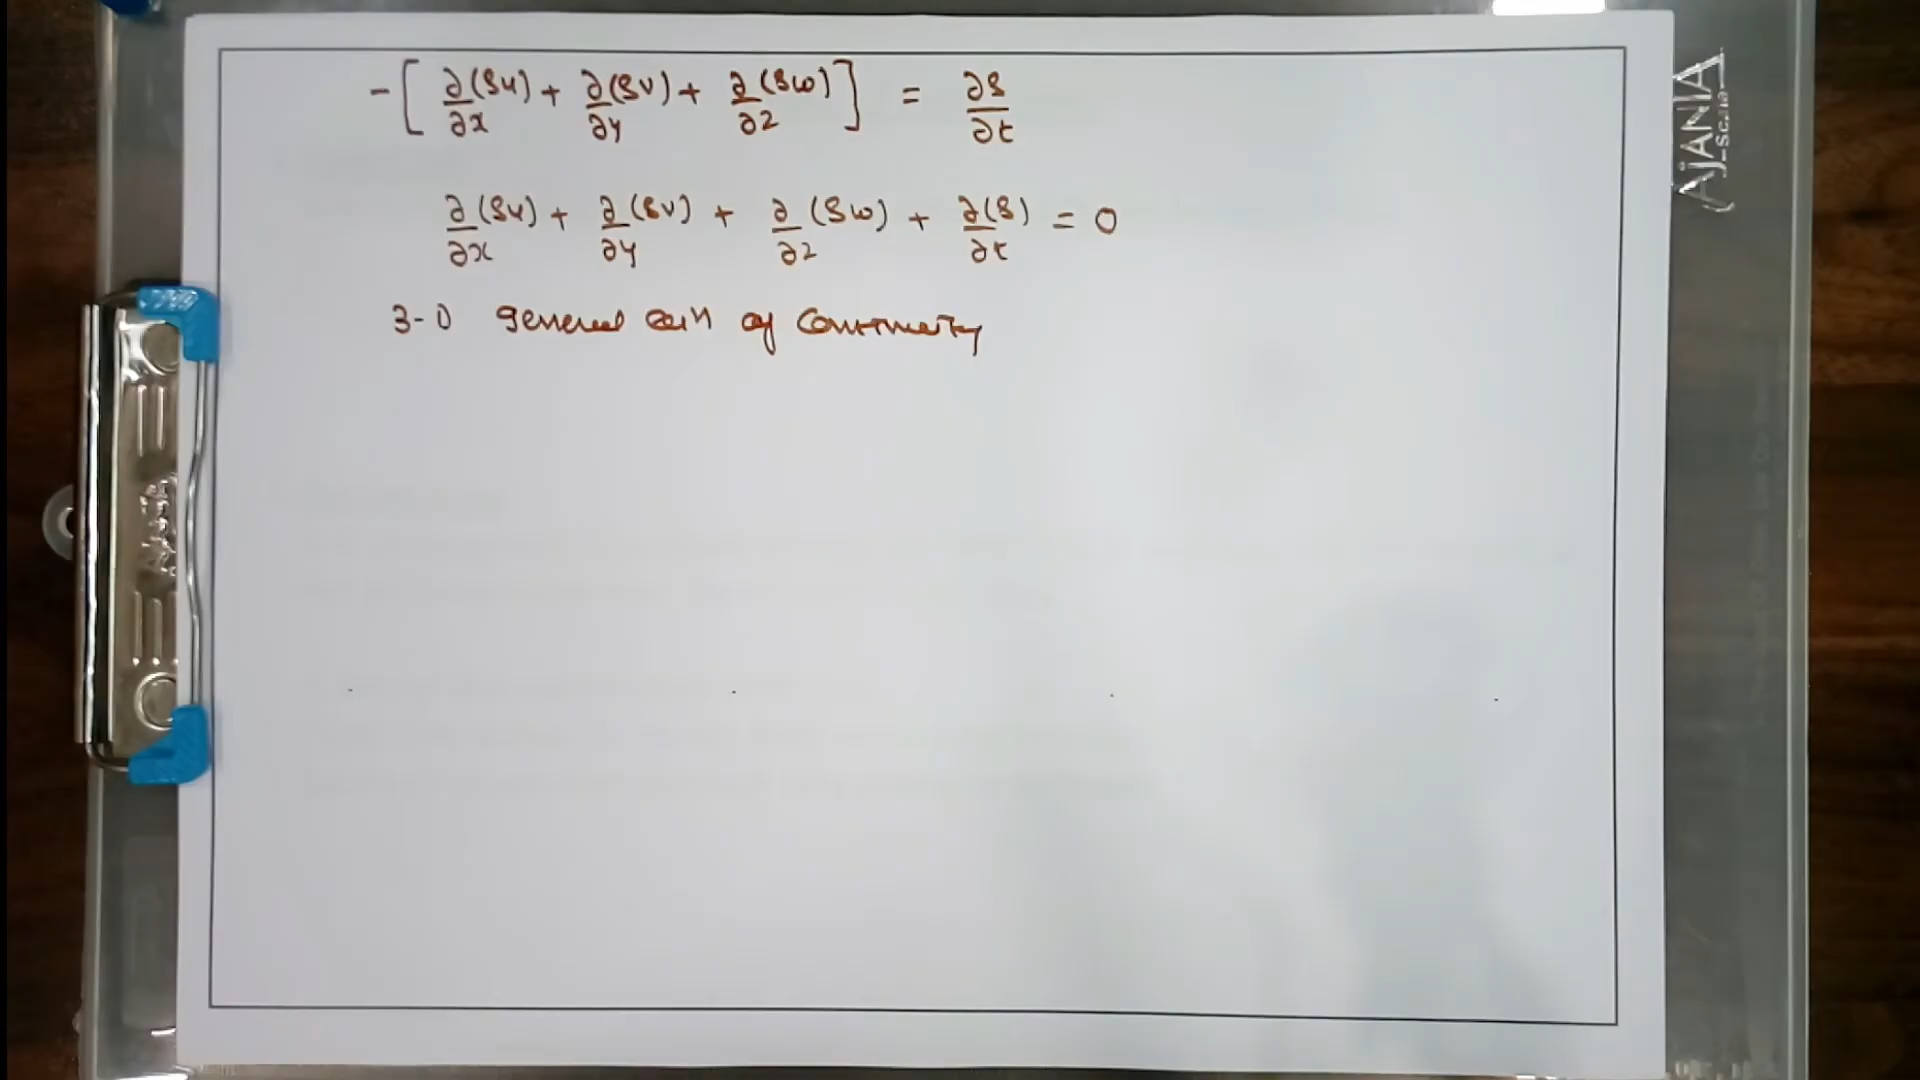 -[ ∂(ρu)/∂x + ∂(ρv)/∂y + ∂(ρw)/∂z ] = ∂ρ/∂t
∂(ρu)/∂x + ∂(ρv)/∂y + ∂(ρw)/∂z + ∂(ρ)/∂t = 0
3-D general eqn of continuity
AJANTA